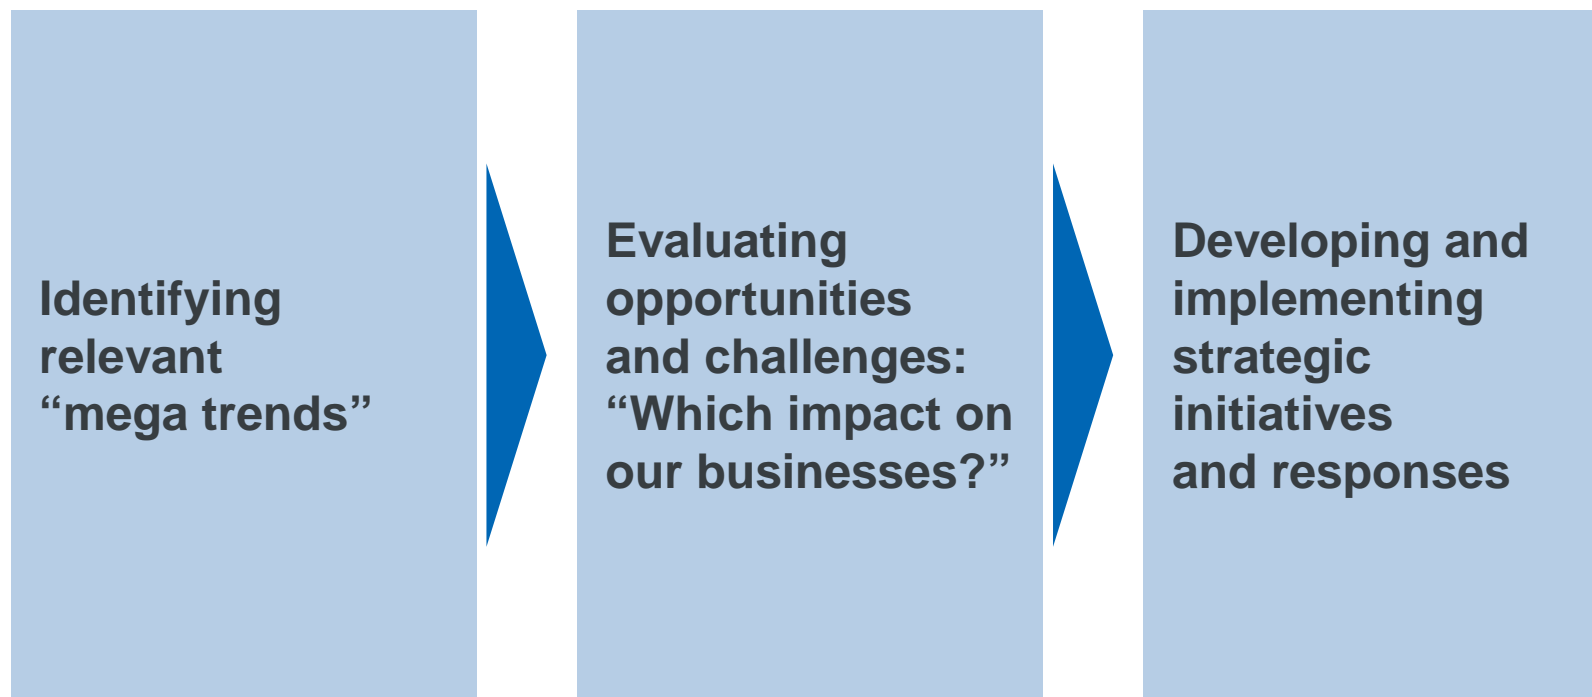 Identifying
relevant
“mega trends”
Evaluating
opportunities
and challenges:
“Which impact on
our businesses?”
Developing and
implementing
strategic
initiatives
and responses